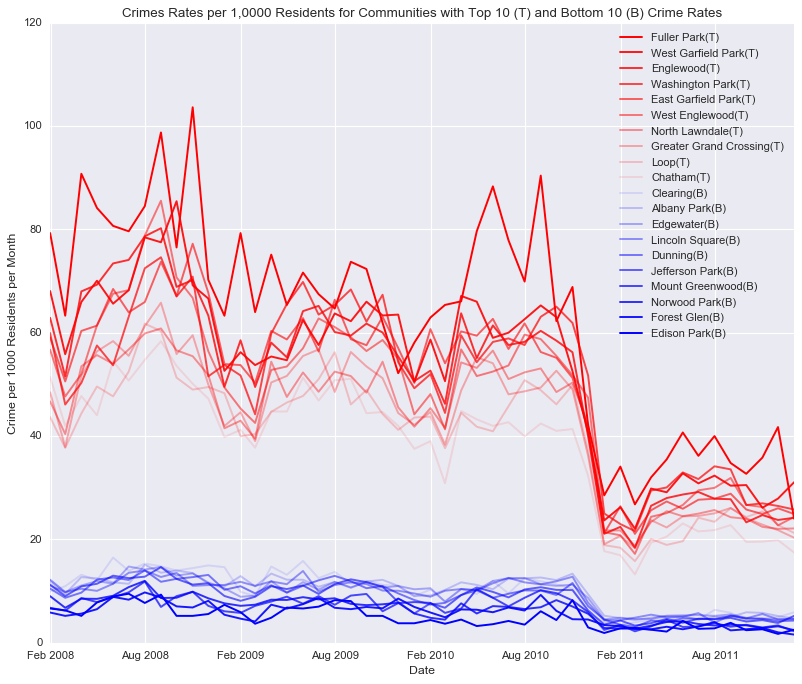 Crimes Rates per 1,0000 Residents for Communities with Top 10 (T) and Bottom 10 (B) Crime Rates
120
100
80
60
40
20
0
Crime per 1000 Residents per Month
Fuller Park(T)
West Garfield Park(T)
Englewood(T)
Washington Park(T)
East Garfield Park(T)
West Englewood(T)
North Lawndale(T)
Greater Grand Crossing(T)
Loop(T)
Chatham(T)
Clearing(B)
Albany Park(B)
Edgewater(B)
Lincoln Square(B)
Dunning(B)
Jefferson Park(B)
Mount Greenwood(B)
Norwood Park(B)
Forest Glen(B)
Edison Park(B)
Feb 2008 Aug 2008 Feb 2009 Aug 2009 Feb 2010 Aug 2010 Feb 2011 Aug 2011
Date